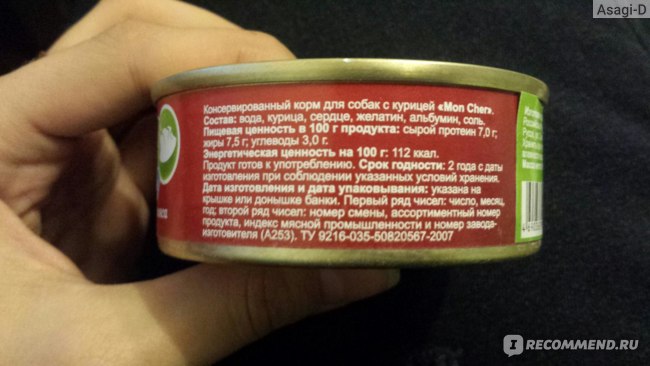 Asagi-D
Консервированный корм для собак с курицей «Mon Cher».
Состав: вода, курица, сердце, желатин, альбумин, соль.
Пищевая ценность в 100 г продукта: сырой протеин 7,0 г;
жиры 7,5 г; углеводы 3,0 г.
Энергетическая ценность на 100 г: 112 ккал.
Продукт готов к употреблению. Срок годности: 2 года с даты
изготовления при соблюдении указанных условий хранения.
Дата изготовления и дата упаковывания: указана на
крышке или донышке банки. Первый ряд чисел: число, месяц,
год; второй ряд чисел: номер смены, ассортиментный номер
продукта, индекс мясной промышленности и номер завода-
изготовителя (А253). ТУ 9216-035-50820567-2007
IRECOMMEND.RU